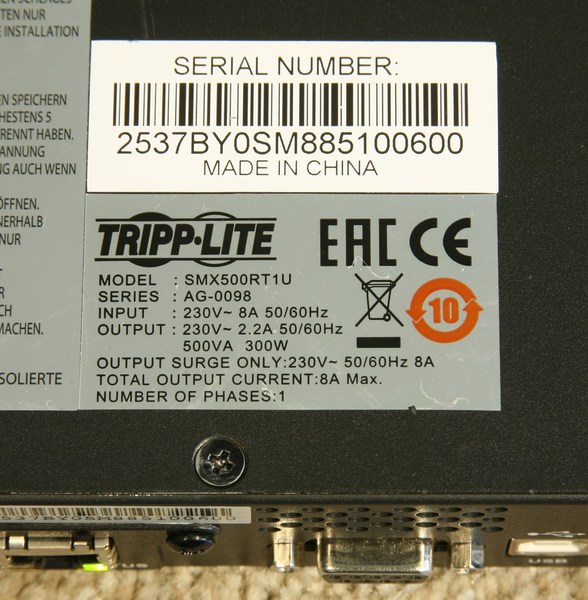 TEN NUR
E INSTALLATION
EN SPEICHERN
HESTENS 5
RENNT HABEN.
ANNUNG
G AUCH WENN
ÖFFNEN.
NERHALB
NUR
T
R
CH
MACHEN.
SOLIERTE
SERIAL NUMBER:
2537BY0SM885100600
MADE IN CHINA
TRIPP·LITE
EAC CE
MODEL : SMX500RT1U
SERIES : AG-0098
INPUT : 230V~ 8A 50/60Hz
OUTPUT : 230V~ 2.2A 50/60Hz
500VA 300W
OUTPUT SURGE ONLY:230V~ 50/60Hz 8A
TOTAL OUTPUT CURRENT:8A Max.
NUMBER OF PHASES:1
10
2537BY0SM885100600
USB